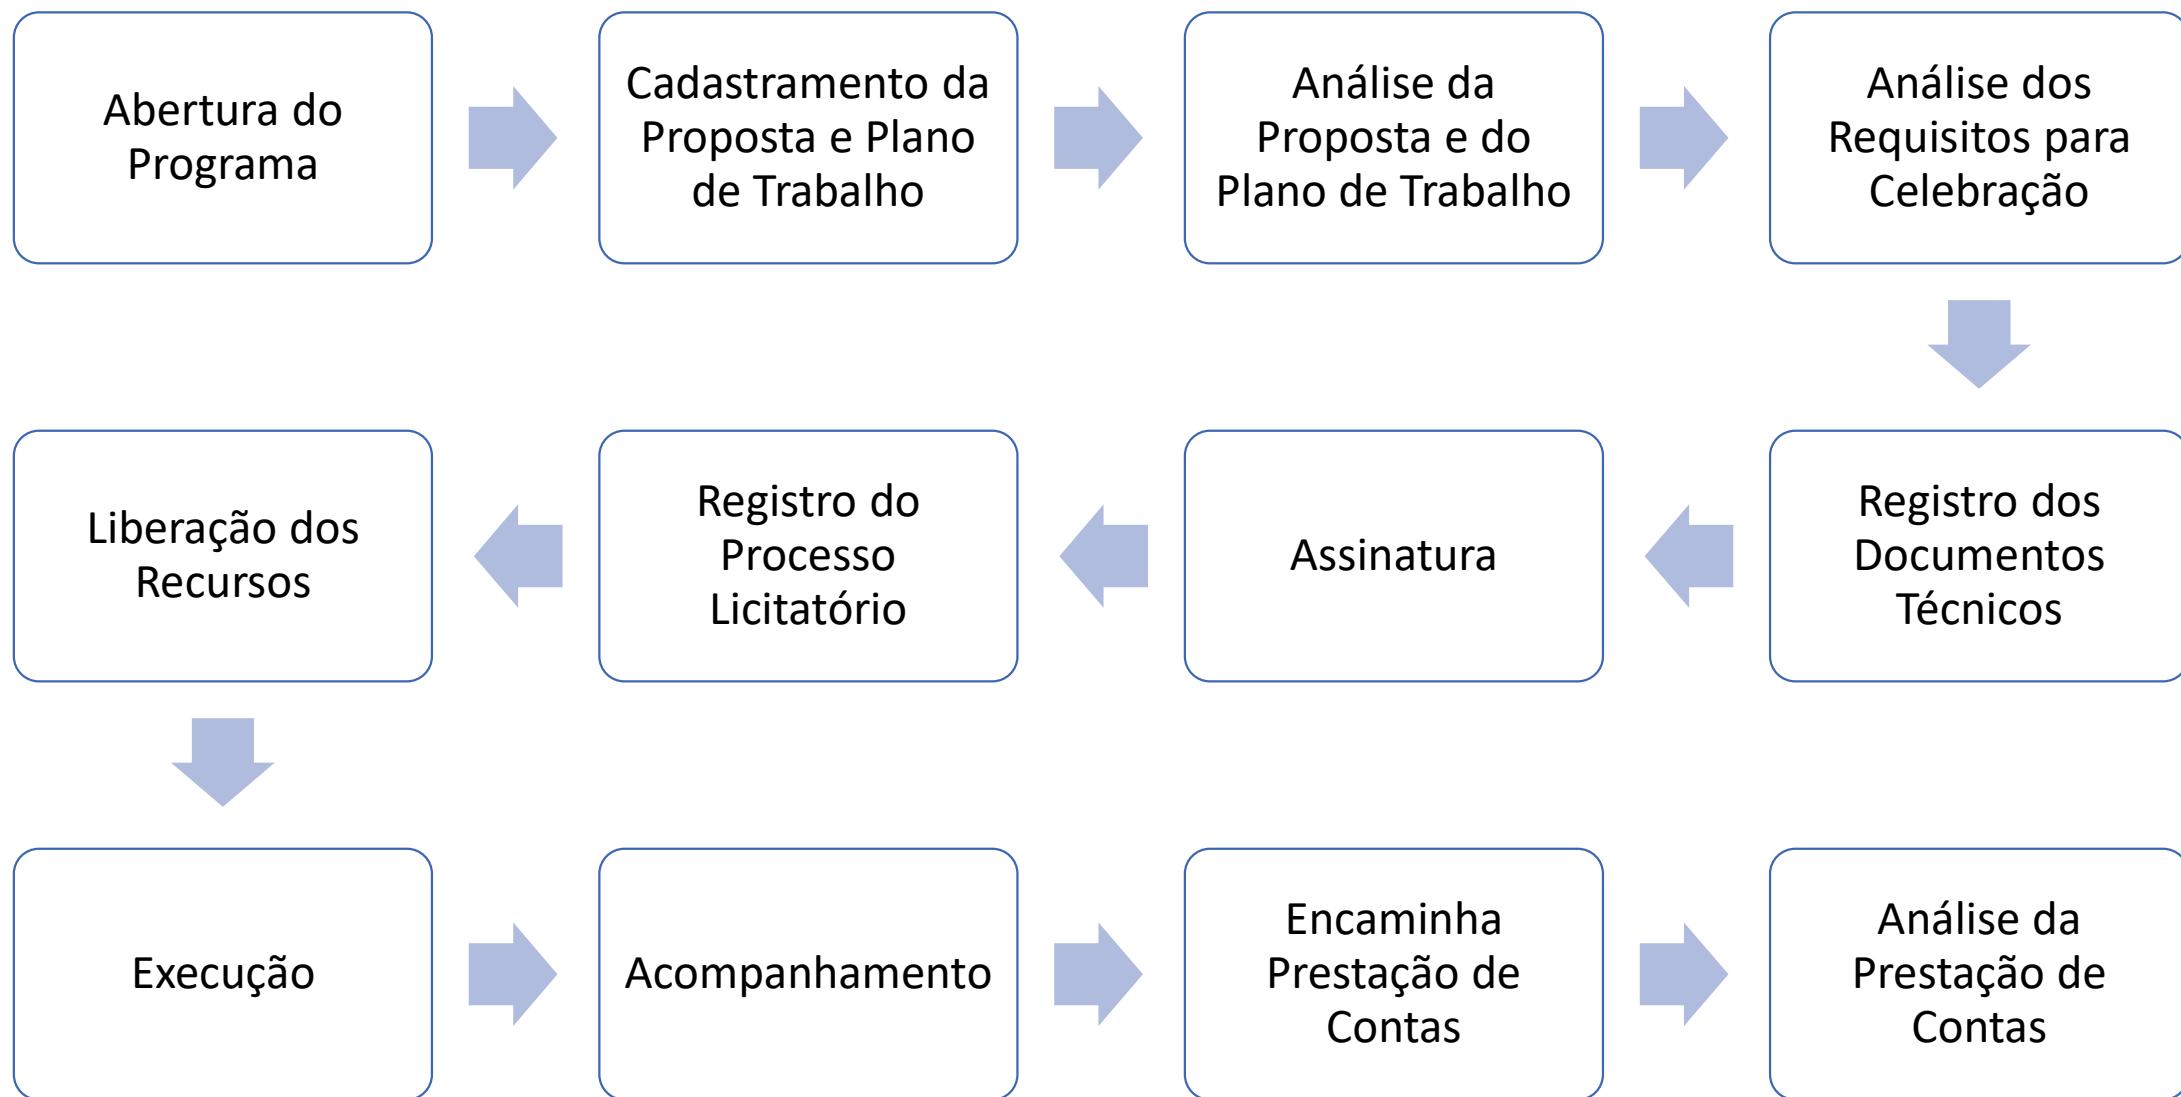 Abertura do
Programa
Cadastramento da
Proposta e Plano
de Trabalho
Análise da
Proposta e do
Plano de Trabalho
Análise dos
Requisitos para
Celebração
Registro dos
Documentos
Técnicos
Assinatura
Registro do
Processo
Licitatório
Liberação dos
Recursos
Execução
Acompanhamento
Encaminha
Prestação de
Contas
Análise da
Prestação de
Contas